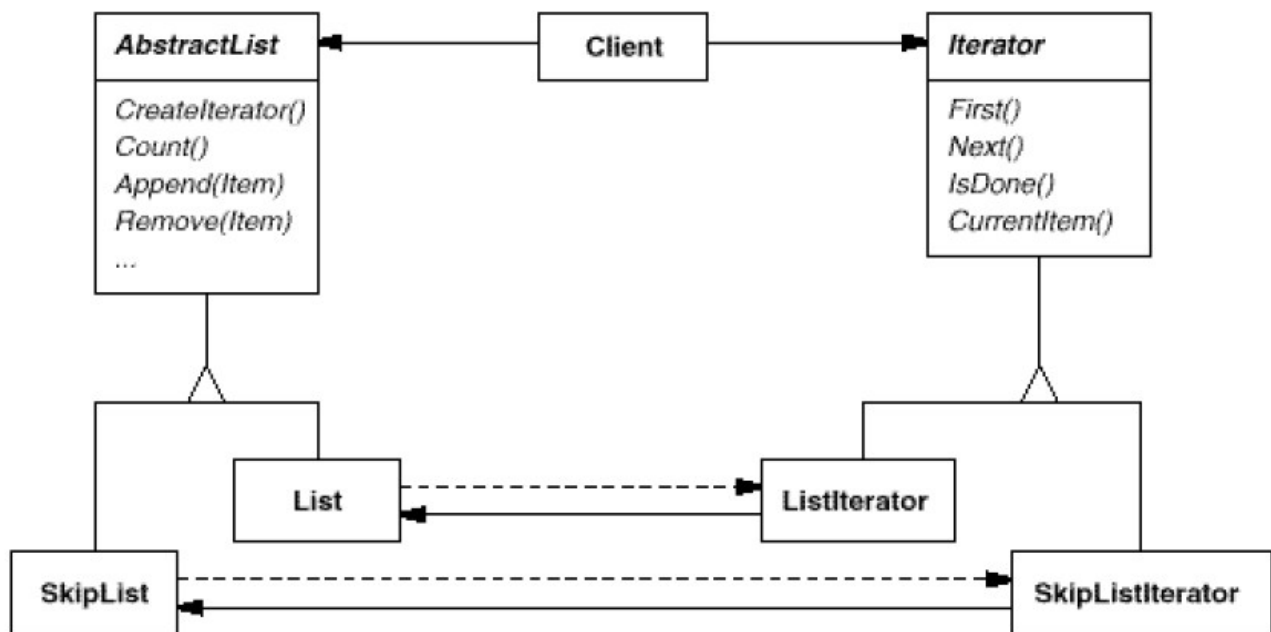 AbstractList
CreateIterator()
Count()
Append(Item)
Remove(Item)
...
Client
Iterator
First()
Next()
IsDone()
CurrentItem()
List
ListIterator
SkipList
SkipListIterator